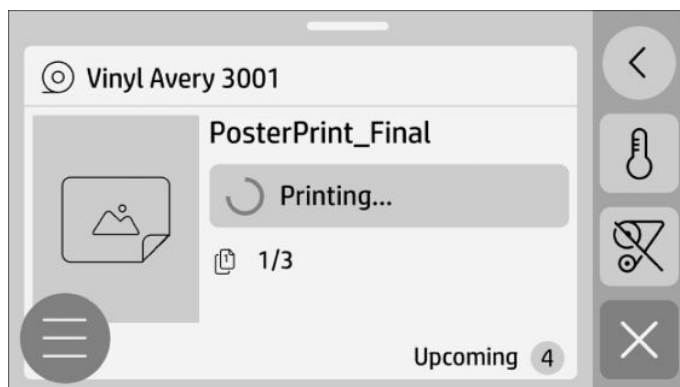 Vinyl Avery 3001
PosterPrint_Final
Printing...
1/3
Upcoming 4